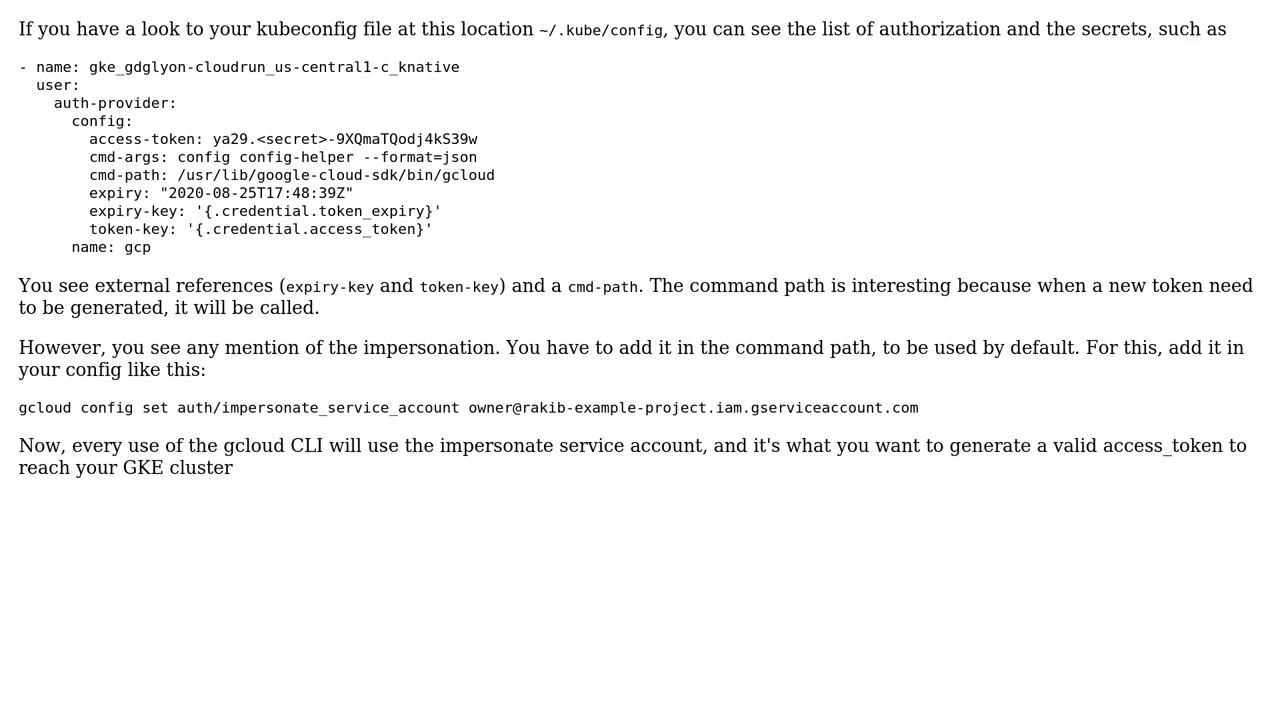 If you have a look to your kubeconfig file at this location ~/.kube/config, you can see the list of authorization and the secrets, such as
- name: gke_gdglyon-cloudrun_us-central1-c_knative
  user:
    auth-provider:
      config:
        access-token: ya29.<secret>-9XQmaTQodj4kS39w
        cmd-args: config config-helper --format=json
        cmd-path: /usr/lib/google-cloud-sdk/bin/gcloud
        expiry: "2020-08-25T17:48:39Z"
        expiry-key: '{.credential.token_expiry}'
        token-key: '{.credential.access_token}'
      name: gcp
You see external references (expiry-key and token-key) and a cmd-path. The command path is interesting because when a new token need
to be generated, it will be called.
However, you see any mention of the impersonation. You have to add it in the command path, to be used by default. For this, add it in
your config like this:
gcloud config set auth/impersonate_service_account owner@rakib-example-project.iam.gserviceaccount.com
Now, every use of the gcloud CLI will use the impersonate service account, and it's what you want to generate a valid access_token to
reach your GKE cluster